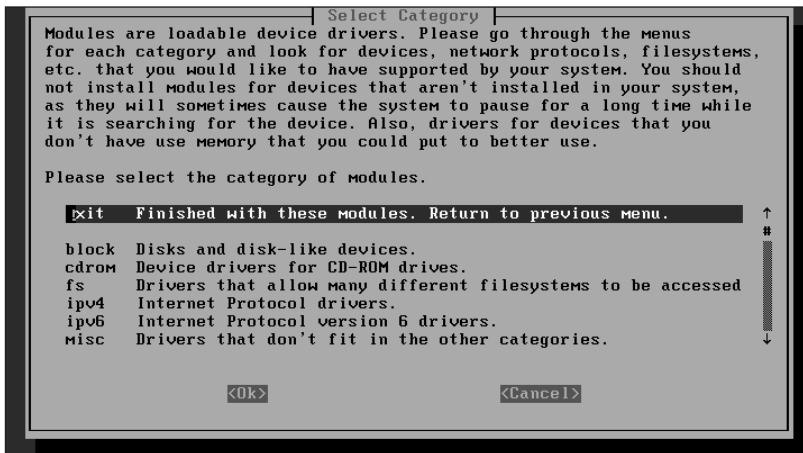 Select Category
Modules are loadable device drivers. Please go through the menus
for each category and look for devices, network protocols, filesystems,
etc. that you would like to have supported by your system. You should
not install modules for devices that aren't installed in your system,
as they will sometimes cause the system to pause for a long time while
it is searching for the device. Also, drivers for devices that you
don't have use memory that you could put to better use.
Please select the category of modules.
exit Finished with these modules. Return to previous menu. ↑
#
block Disks and disk-like devices.
cdrom Device drivers for CD-ROM drives.
fs Drivers that allow many different filesystems to be accessed
ipv4 Internet Protocol drivers.
ipv6 Internet Protocol version 6 drivers.
misc Drivers that don't fit in the other categories. ↓
<Ok> <Cancel>